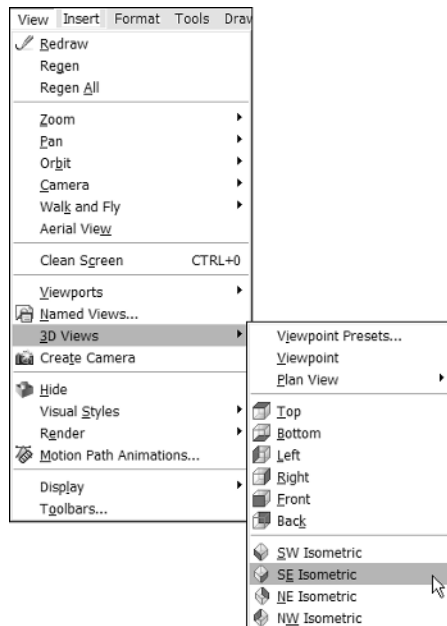 View Insert Format Tools Draw
Redraw
Regen
Regen All
Zoom
Pan
Orbit
Camera
Walk and Fly
Aerial View
Clean Screen CTRL+0
Viewports
Named Views...
3D Views
Create Camera
Hide
Visual Styles
Render
Motion Path Animations...
Display
Toolbars...
Viewpoint Presets...
Viewpoint
Plan View
Top
Bottom
Left
Right
Front
Back
SW Isometric
SE Isometric
NE Isometric
NW Isometric